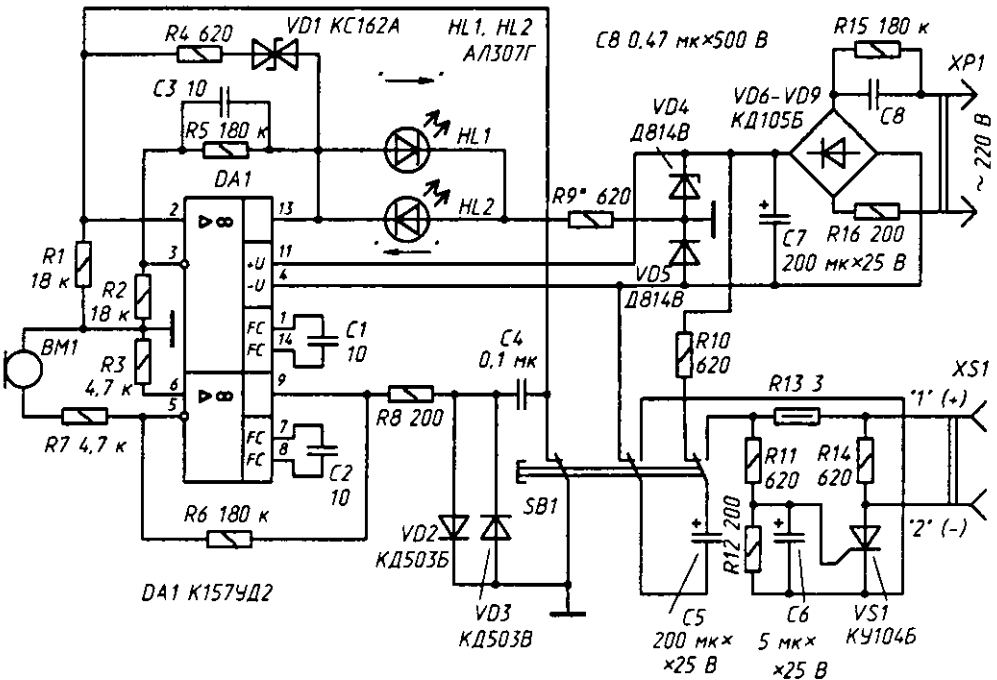 R4 620
VD1 КС162А
HL1, HL2
АЛ307Г
C8 0,47 мк×500 В
R15 180 к
XP1
C3 10
R5 180 к
DA1
HL1
HL2
VD4
Д814В
VD6-VD9
КД105Б
C8
~ 220 В
R9* 620
R16 200
C7
200 мк×25 В
VD5
Д814В
2
3
13
11
4
1
14
9
7
8
6
5
▷∞
+U
-U
FC
FC
▷∞
FC
FC
R1
18 к
R2
18 к
R3
4,7 к
BM1
R7 4,7 к
C1
10
C2
10
R6 180 к
R8 200
C4
0,1 мк
R10
620
R13 3
XS1
"1" (+)
"2" (-)
R11
620
R14
620
R12 200
SB1
VD2
КД503Б
VD3
КД503В
C5
200 мк×
×25 В
C6
5 мк×
×25 В
VS1
КУ104Б
DA1 К157УД2